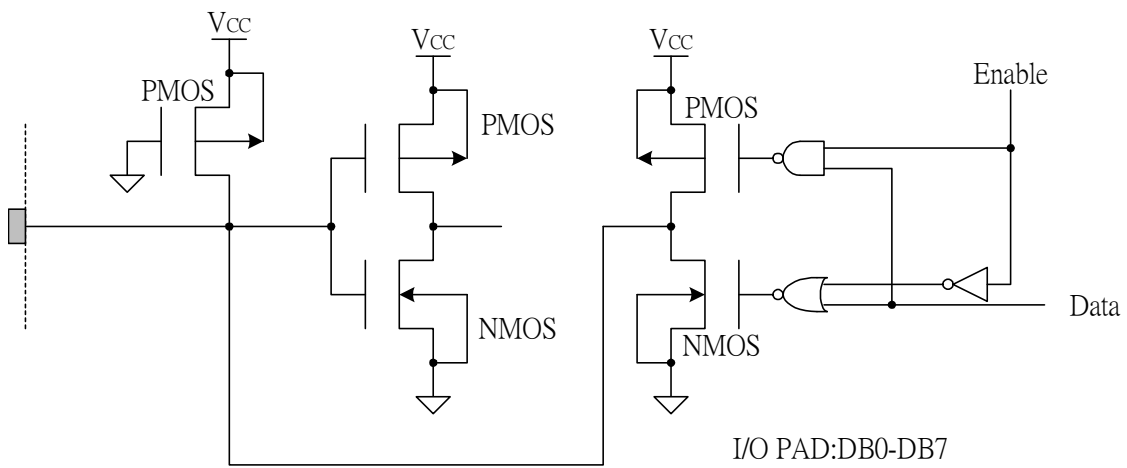 VCC
VCC
VCC
Enable
PMOS
PMOS
PMOS
Data
NMOS
NMOS
I/O PAD:DB0-DB7